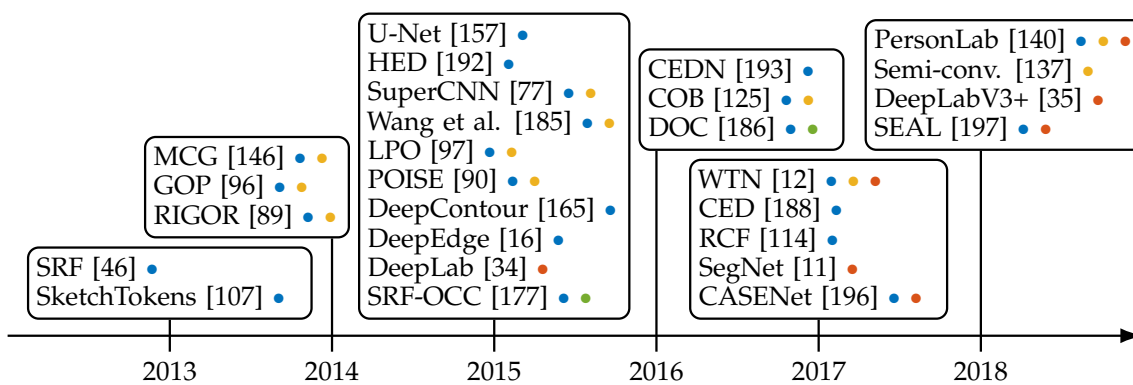 SRF [46]
SketchTokens [107]
MCG [146]
GOP [96]
RIGOR [89]
U-Net [157]
HED [192]
SuperCNN [77]
Wang et al. [185]
LPO [97]
POISE [90]
DeepContour [165]
DeepEdge [16]
DeepLab [34]
SRF-OCC [177]
CEDN [193]
COB [125]
DOC [186]
WTN [12]
CED [188]
RCF [114]
SegNet [11]
CASENet [196]
PersonLab [140]
Semi-conv. [137]
DeepLabV3+ [35]
SEAL [197]
2013 2014 2015 2016 2017 2018